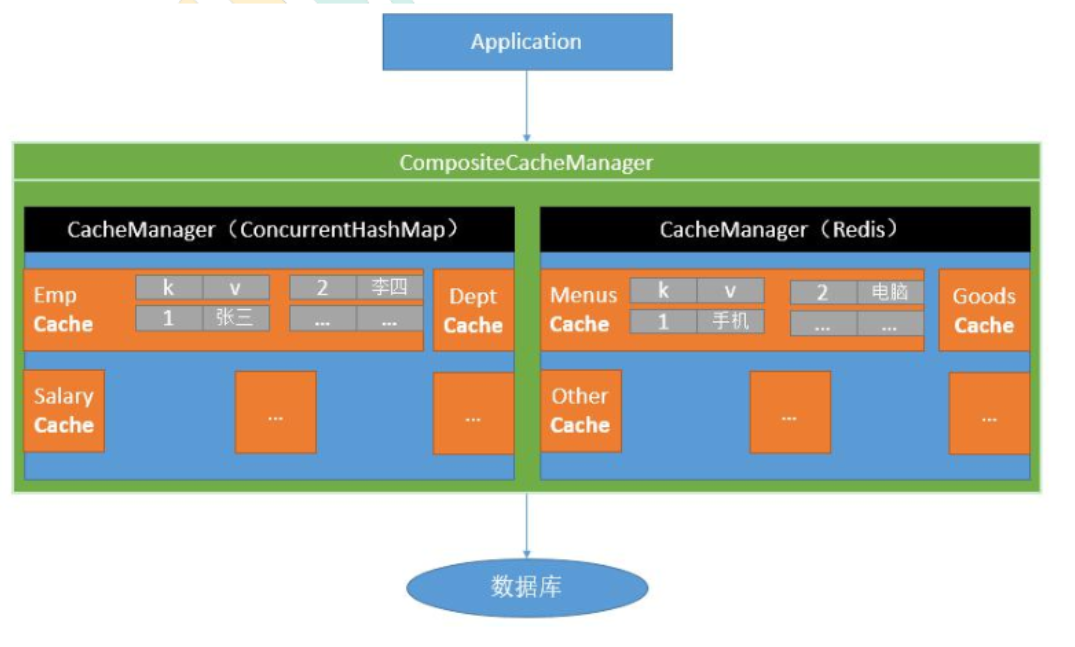 Application
CompositeCacheManager
CacheManager（ConcurrentHashMap）
Emp
Cache
k v
1 张三
2 李四
... ...
Dept
Cache
Salary
Cache
...
...
CacheManager（Redis）
Menus
Cache
k v
1 手机
2 电脑
... ...
Goods
Cache
Other
Cache
...
...
数据库